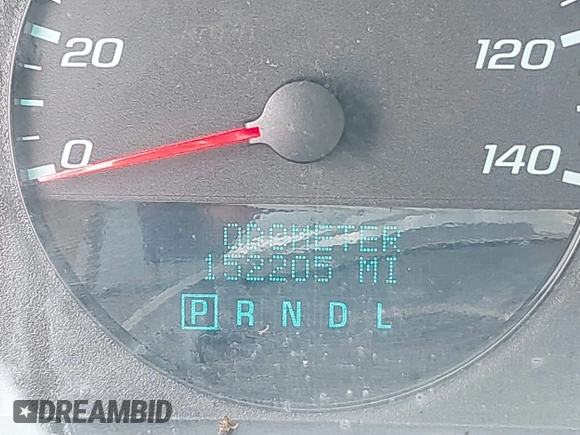 20 120
0 140
ODOMETER
152205 MI
P R N D L
DREAMBID